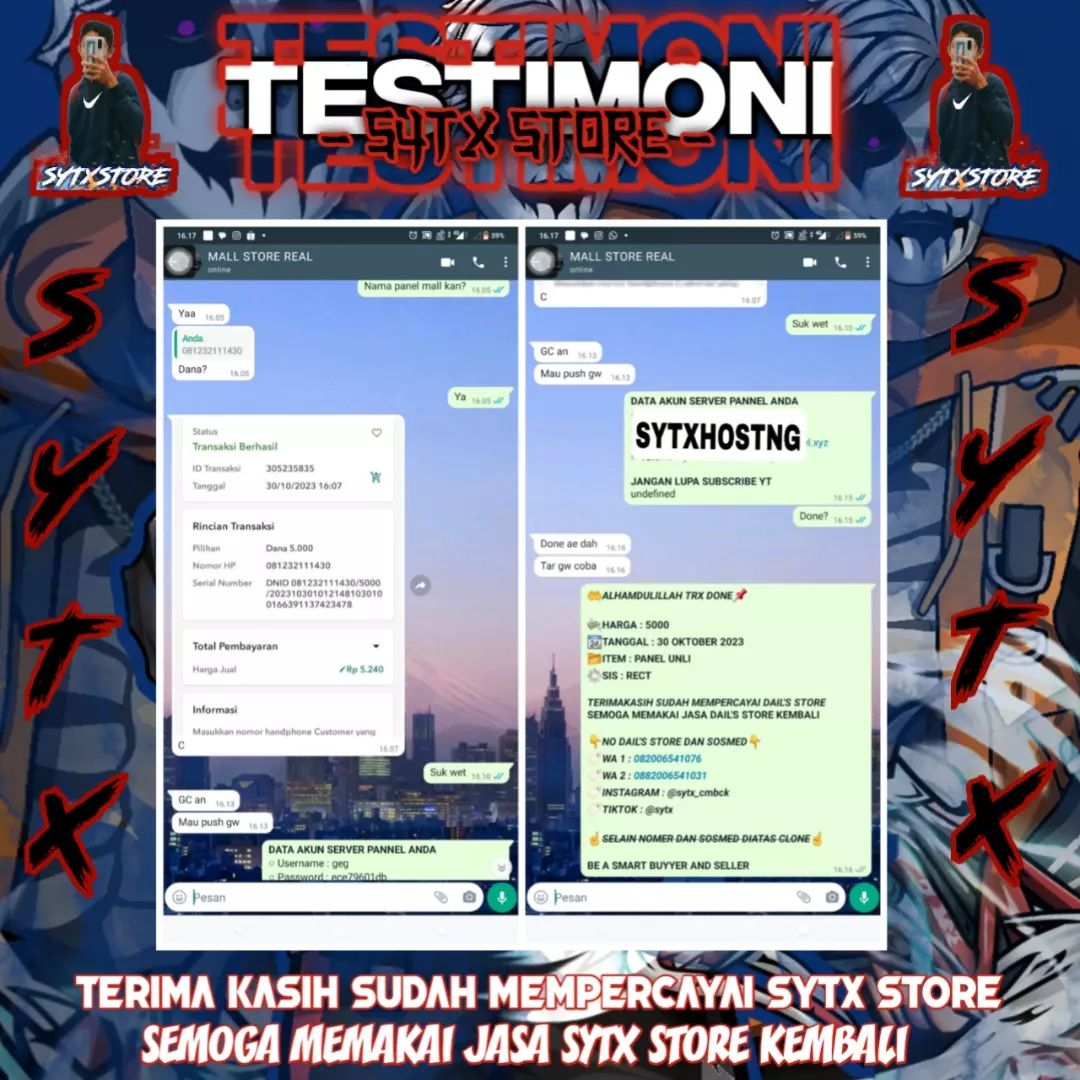 TESTIMONI
- SYTX STORE -
SYTXSTORE
SYTXSTORE
SYTX
SYTX
16.17
59%
MALL STORE REAL
online
Nama panel mall kan? 16.05
Yaa 16.05
Anda
081232111430
Dana? 16.05
Ya 16.05
Status
Transaksi Berhasil
ID Transaksi 305235835
Tanggal 30/10/2023 16:07
Rincian Transaksi
Pilihan Dana 5.000
Nomor HP 081232111430
Serial Number DNID 081232111430/5000
/202310301012148103010
0166391137423478
Total Pembayaran
Harga Jual Rp 5.240
Informasi
Masukkan nomor handphone Customer yang
C 16.07
Suk wet 16.10
GC an 16.13
Mau push gw 16.13
DATA AKUN SERVER PANNEL ANDA
○ Username : geg
○ Password : ece79601db
Pesan
16.17
59%
MALL STORE REAL
online
C 16.07
Suk wet 16.10
GC an 16.13
Mau push gw 16.13
DATA AKUN SERVER PANNEL ANDA
SYTXHOSTNG
el.xyz
JANGAN LUPA SUBSCRIBE YT
undefined 16.15
Done? 16.15
Done ae dah 16.16
Tar gw coba 16.16
🤲ALHAMDULILLAH TRX DONE📌
HARGA : 5000
📆TANGGAL : 30 OKTOBER 2023
🗂ITEM : PANEL UNLI
SIS : RECT
TERIMAKASIH SUDAH MEMPERCAYAI DAIL'S STORE
SEMOGA MEMAKAI JASA DAIL'S STORE KEMBALI
👇NO DAIL'S STORE DAN SOSMED👇
WA 1 : 082006541076
WA 2 : 0882006541031
INSTAGRAM : @sytx_cmbck
TIKTOK : @sytx
☝SELAIN NOMER DAN SOSMED DIATAS CLONE☝
BE A SMART BUYYER AND SELLER 16.16
Pesan
TERIMA KASIH SUDAH MEMPERCAYAI SYTX STORE
SEMOGA MEMAKAI JASA SYTX STORE KEMBALI